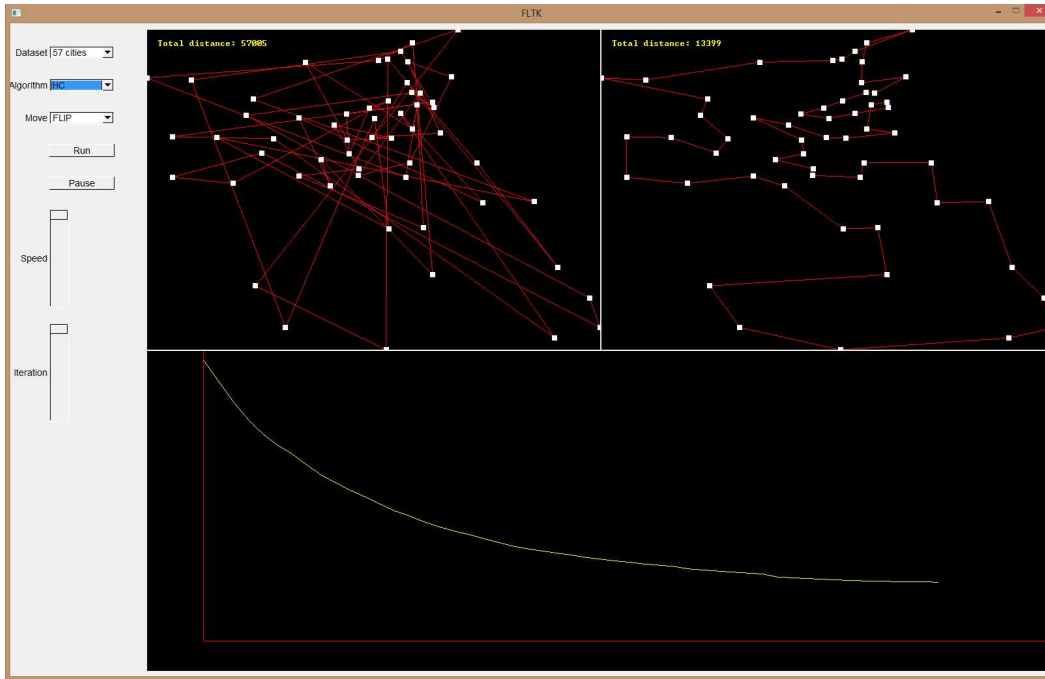 FLTK
Dataset 57 cities
Algorithm HC
Move FLIP
Run
Pause
Speed
Iteration
Total distance: 57005
Total distance: 13399